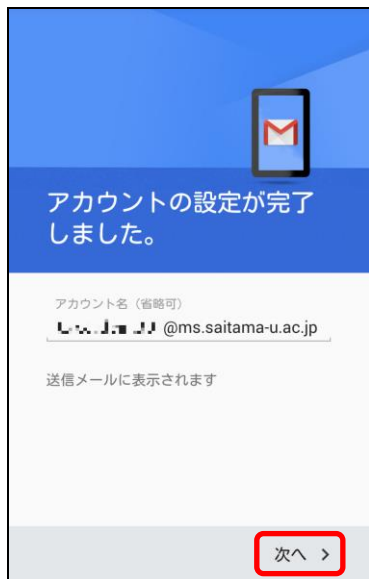 アカウントの設定が完了
しました。
アカウント名（省略可）
@ms.saitama-u.ac.jp
送信メールに表示されます
次へ >